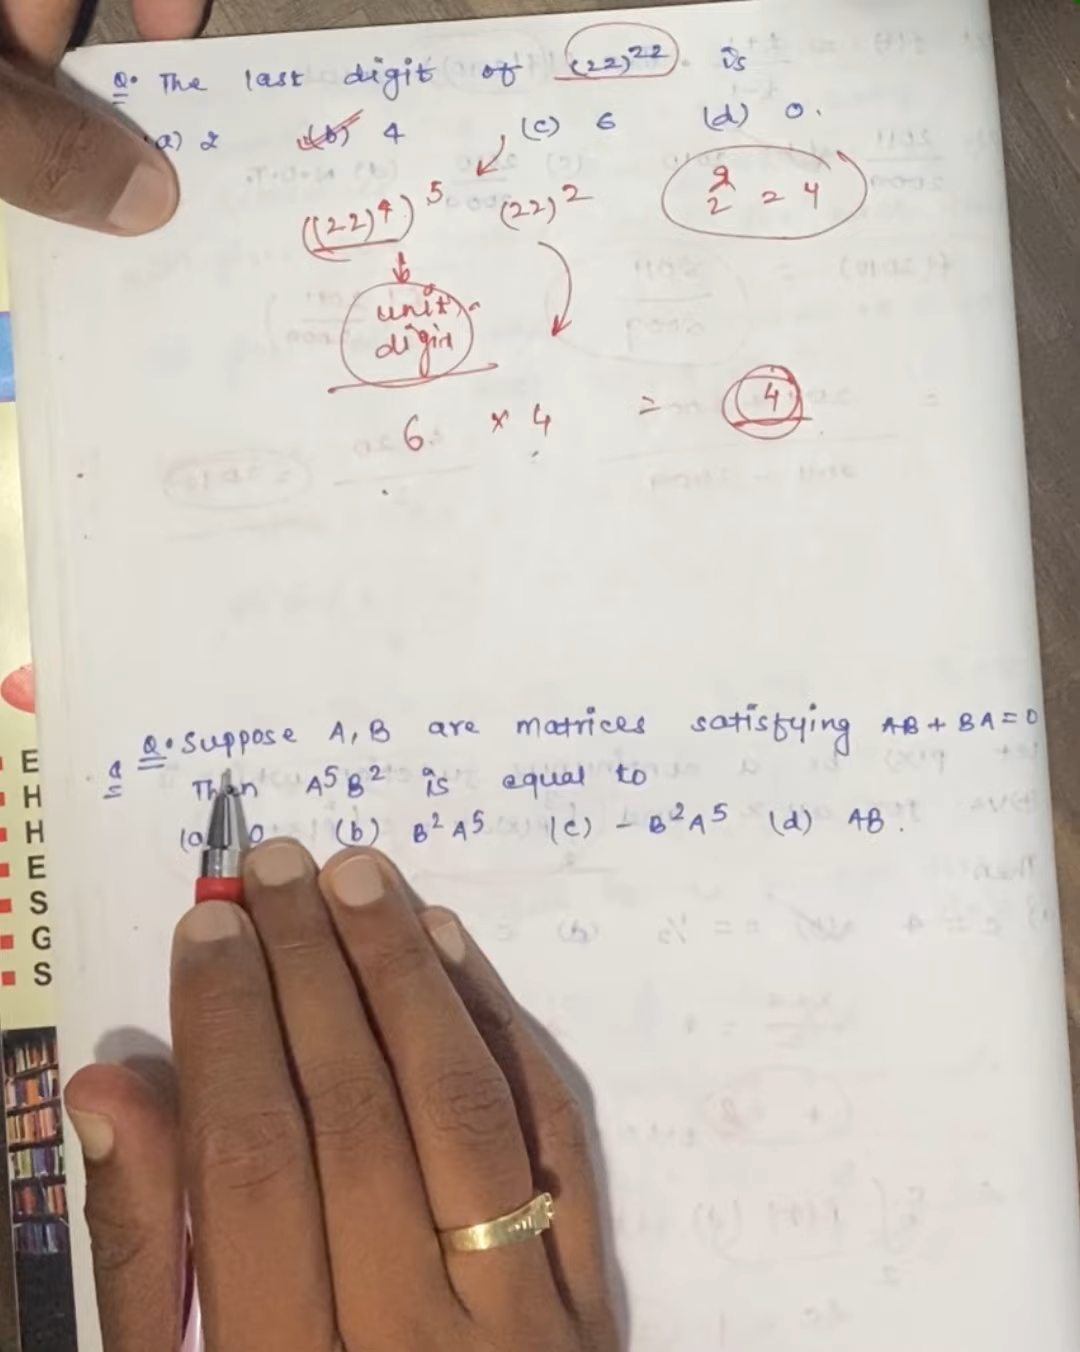 Q. The last digit of (22)^22. is
a) 2 (b) 4 (c) 6 (d) 0.
((22)^4)^5 (22)^2
2^2 = 4
unit
digit
6 × 4 = 4
Q. Suppose A, B are matrices satisfying AB + BA = 0
Then A^5 B^2 is equal to
(a) 0 (b) B^2 A^5 (c) - B^2 A^5 (d) AB.
E
H
H
E
S
G
S